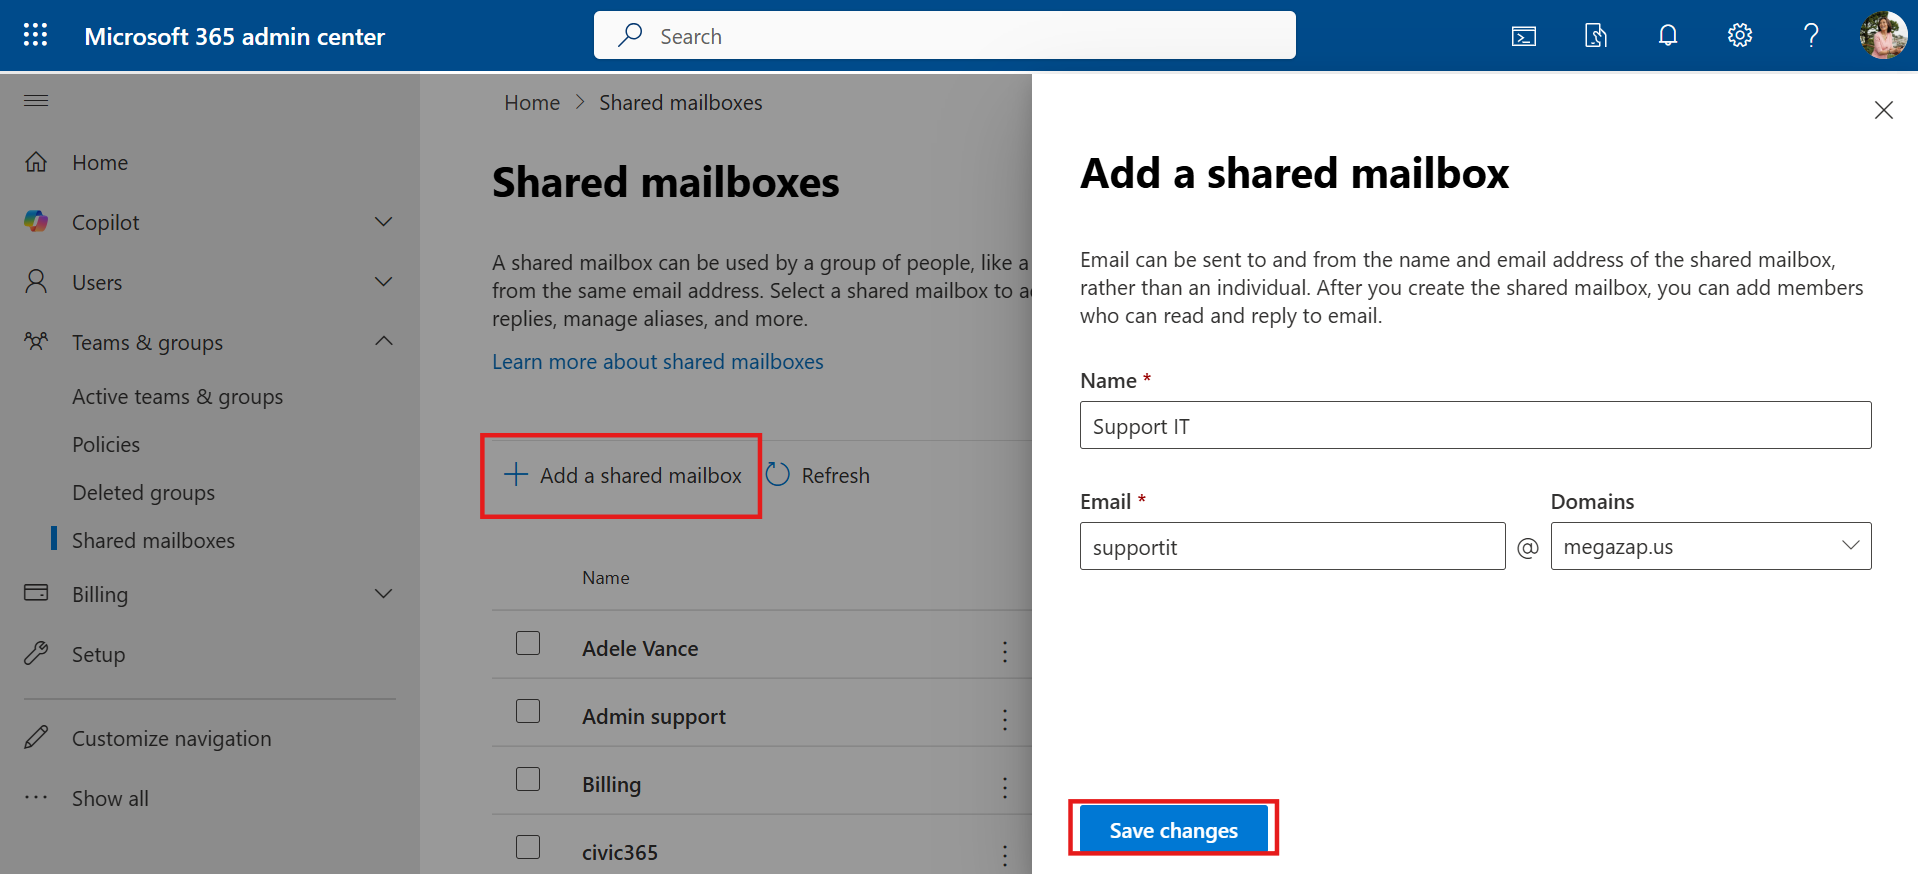 Microsoft 365 admin center
Search
Home
Copilot
Users
Teams & groups
Active teams & groups
Policies
Deleted groups
Shared mailboxes
Billing
Setup
Customize navigation
Show all
Home > Shared mailboxes
Shared mailboxes
A shared mailbox can be used by a group of people, like a
from the same email address. Select a shared mailbox to a
replies, manage aliases, and more.
Learn more about shared mailboxes
Add a shared mailbox
Refresh
Name
Adele Vance
Admin support
Billing
civic365
Add a shared mailbox
Email can be sent to and from the name and email address of the shared mailbox,
rather than an individual. After you create the shared mailbox, you can add members
who can read and reply to email.
Name *
Support IT
Email *
Domains
supportit @ megazap.us
Save changes